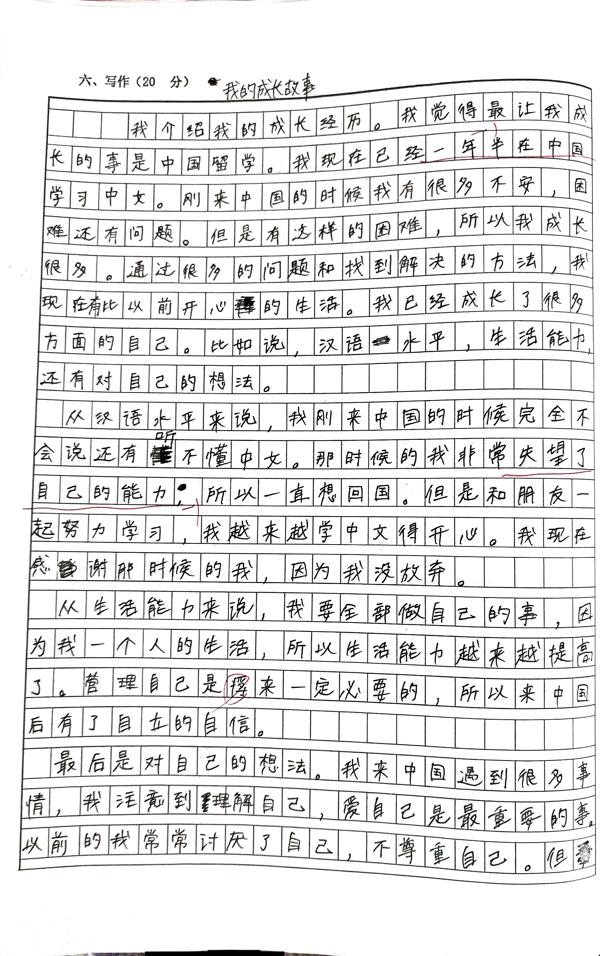 六、写作（20 分） 我的成长故事
我介绍我的成长经历。我觉得最让我成
长的事是中国留学。我现在已经一年半在中国
学习中文。刚来中国的时候我有很多不安，困
难还有问题。但是有这样的困难，所以我成长
很多。通过很多的问题和找到解决的方法，我
现在有比以前开心的生活。我已经成长了很多
方面的自己。比如说，汉语水平，生活能力，
还有对自己的想法。
从汉语水平来说，我刚来中国的时候完全不
会说还有听不懂中文。那时候的我非常失望了
自己的能力，所以一直想回国。但是和朋友一
起努力学习，我越来越学中文得开心。我现在
感谢那时候的我，因为我没放弃。
从生活能力来说，我要全部做自己的事，因
为我一个人的生活，所以生活能力越来越提高
了。管理自己是来一定必要的，所以来中国
后有了自立的自信。
最后是对自己的想法。我来中国遇到很多事
情，我注意到理解自己，爱自己是最重要的事。
以前的我常常讨厌了自己，不尊重自己。但